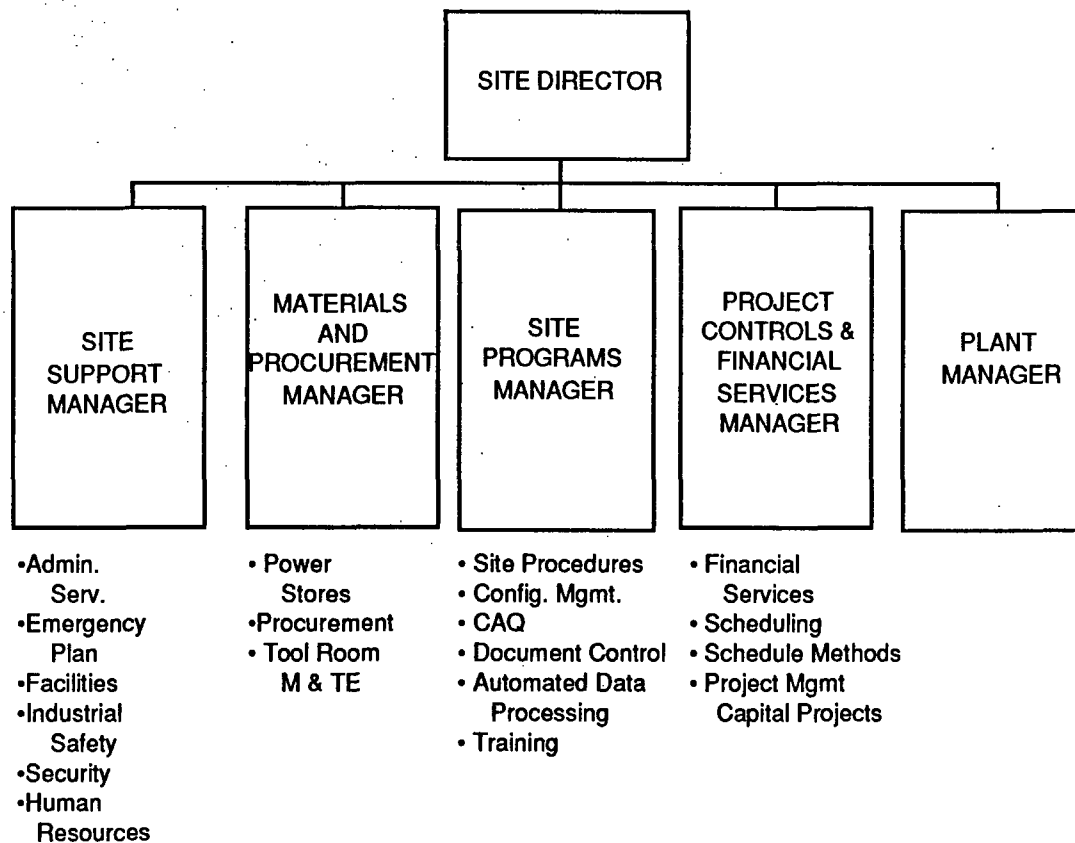 SITE DIRECTOR
SITE
SUPPORT
MANAGER
MATERIALS
AND
PROCUREMENT
MANAGER
SITE
PROGRAMS
MANAGER
PROJECT
CONTROLS &
FINANCIAL
SERVICES
MANAGER
PLANT
MANAGER
•Admin.
Serv.
•Emergency
Plan
•Facilities
•Industrial
Safety
•Security
•Human
Resources
• Power
Stores
•Procurement
• Tool Room
M & TE
• Site Procedures
• Config. Mgmt.
• CAQ
• Document Control
• Automated Data
Processing
• Training
• Financial
Services
• Scheduling
• Schedule Methods
• Project Mgmt
Capital Projects